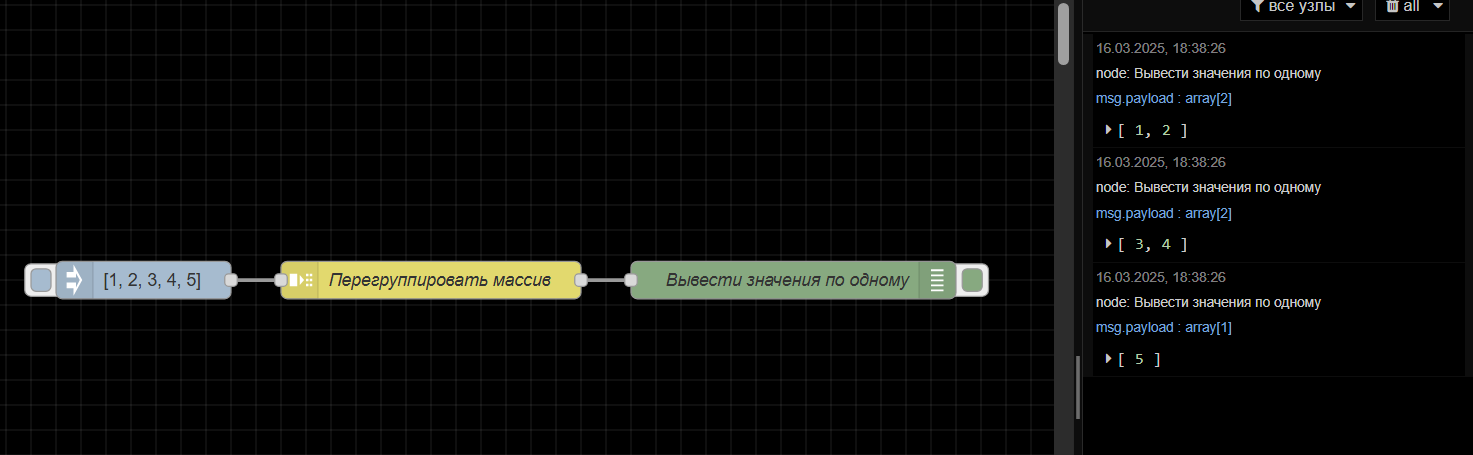 все узлы
all
16.03.2025, 18:38:26
node: Вывести значения по одному
msg.payload : array[2]
[ 1, 2 ]
16.03.2025, 18:38:26
node: Вывести значения по одному
msg.payload : array[2]
[ 3, 4 ]
16.03.2025, 18:38:26
node: Вывести значения по одному
msg.payload : array[1]
[ 5 ]
[1, 2, 3, 4, 5]
Перегруппировать массив
Вывести значения по одному